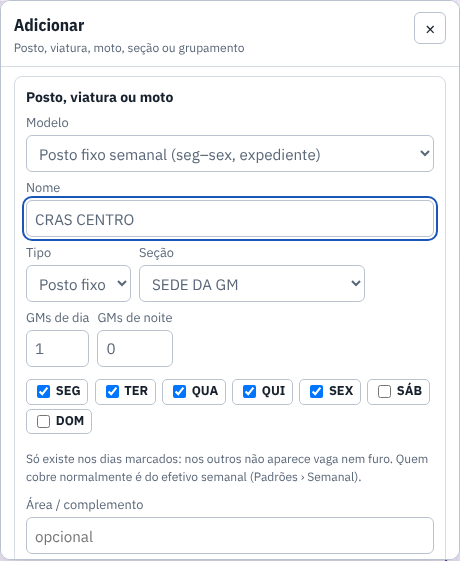 Adicionar
Posto, viatura, moto, seção ou grupamento
×
Posto, viatura ou moto
Modelo
Posto fixo semanal (seg–sex, expediente)
Nome
CRAS CENTRO
Tipo Seção
Posto fixo SEDE DA GM
GMs de dia GMs de noite
1 0
SEG TER QUA QUI SEX SÁB
DOM
Só existe nos dias marcados: nos outros não aparece vaga nem furo. Quem
cobre normalmente é do efetivo semanal (Padrões › Semanal).
Área / complemento
opcional